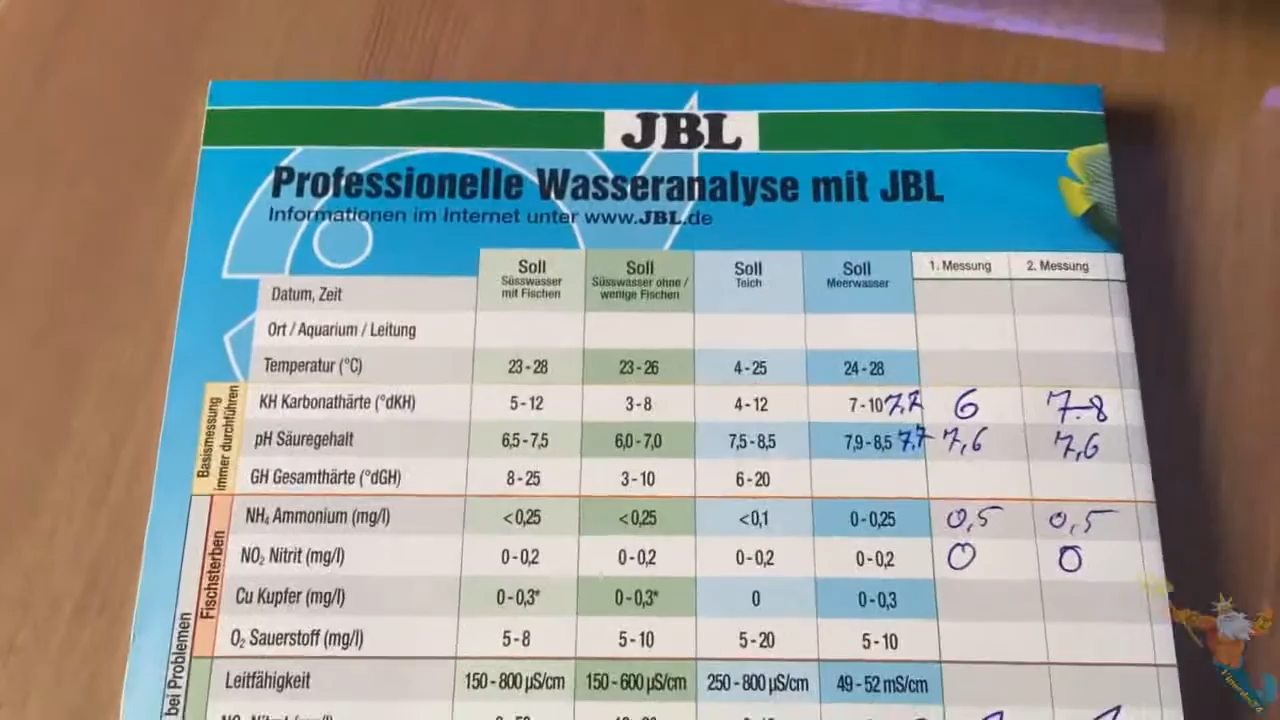 JBL
Professionelle Wasseranalyse mit JBL
Informationen im Internet unter www.JBL.de
Soll Süsswasser mit Fischen
Soll Süsswasser ohne / wenige Fischen
Soll Teich
Soll Meerwasser
1. Messung
2. Messung
Datum, Zeit
Ort / Aquarium / Leitung
Temperatur (°C) 23 - 28 23 - 26 4 - 25 24 - 28
Basismessung immer durchführen
KH Karbonathärte (°dKH) 5 - 12 3 - 8 4 - 12 7 - 10 7,7 6 7-8
pH Säuregehalt 6,5 - 7,5 6,0 - 7,0 7,5 - 8,5 7,9 - 8,5 7,7 7,6 7,6
GH Gesamthärte (°dGH) 8 - 25 3 - 10 6 - 20
bei Problemen
Fischsterben
NH₄ Ammonium (mg/l) <0,25 <0,25 <0,1 0 - 0,25 0,5 0,5
NO₂ Nitrit (mg/l) 0 - 0,2 0 - 0,2 0 - 0,2 0 - 0,2 0 0
Cu Kupfer (mg/l) 0 - 0,3* 0 - 0,3* 0 0 - 0,3
O₂ Sauerstoff (mg/l) 5 - 8 5 - 10 5 - 20 5 - 10
Leitfähigkeit 150 - 800 µS/cm 150 - 600 µS/cm 250 - 800 µS/cm 49 - 52 mS/cm